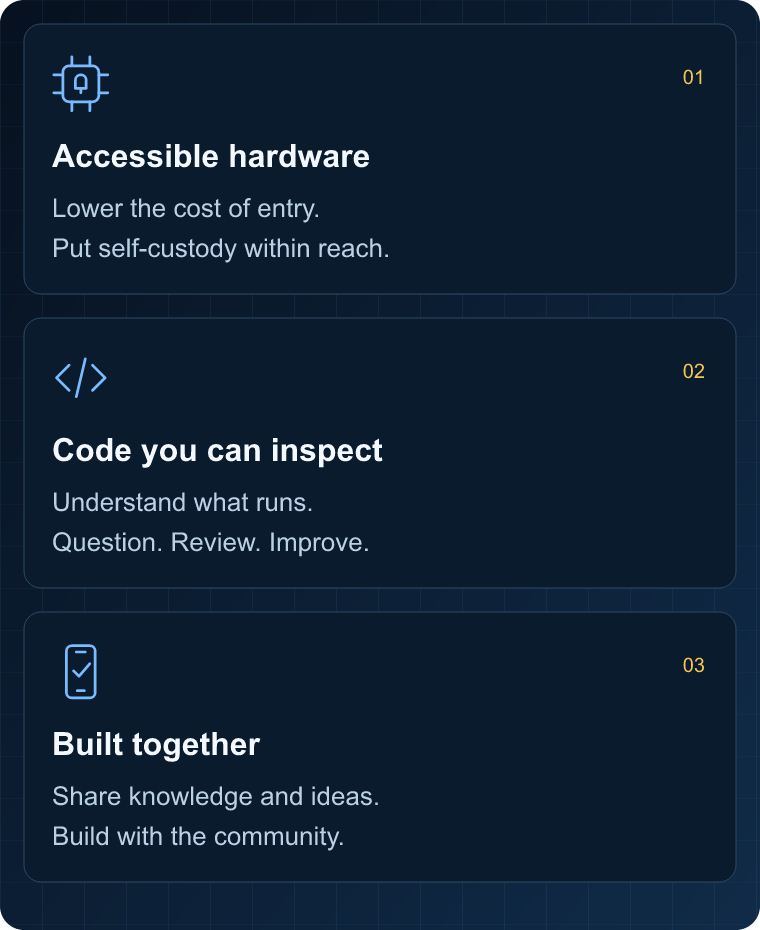 01
Accessible hardware
Lower the cost of entry.
Put self-custody within reach.
02
Code you can inspect
Understand what runs.
Question. Review. Improve.
03
Built together
Share knowledge and ideas.
Build with the community.